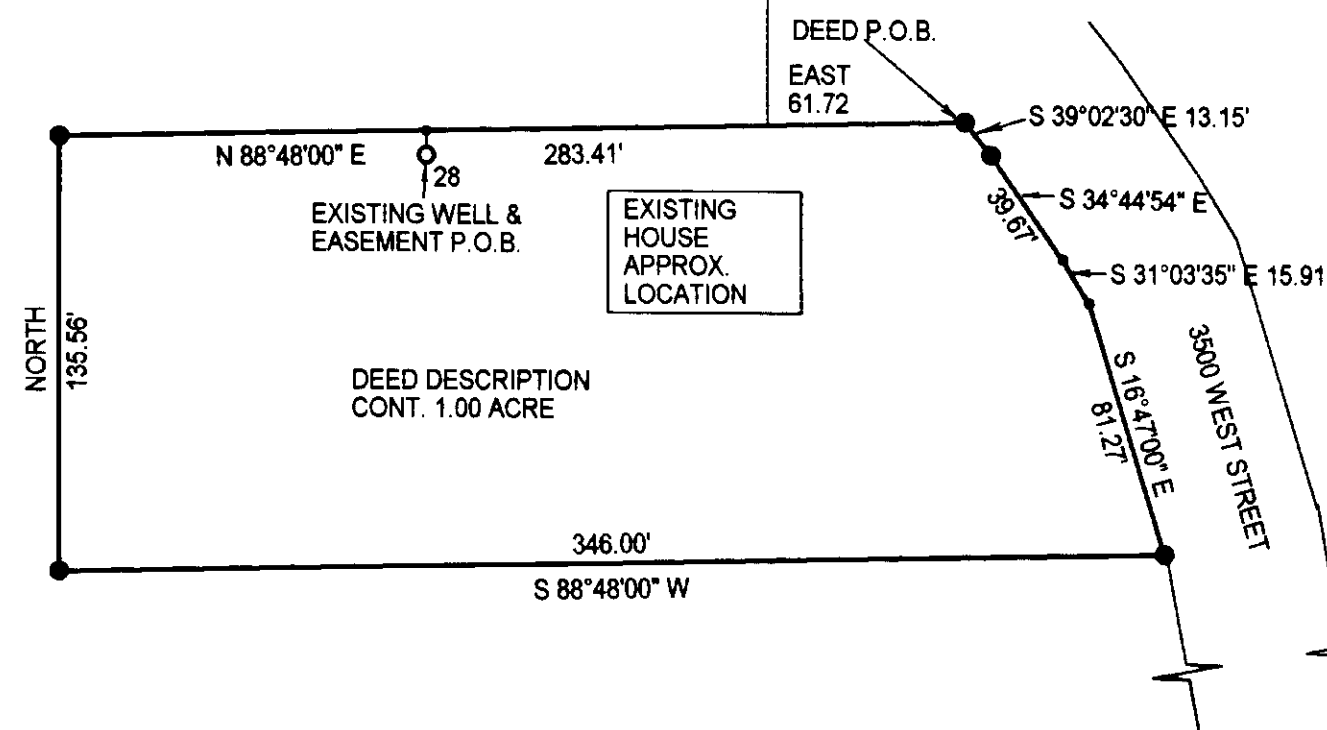 DEED P.O.B.
EAST
61.72
S 39°02'30" E 13.15'
N 88°48'00" E
283.41'
28
EXISTING WELL &
EASEMENT P.O.B.
EXISTING
HOUSE
APPROX.
LOCATION
39.67'
S 34°44'54" E
S 31°03'35" E 15.91
NORTH
135.56'
DEED DESCRIPTION
CONT. 1.00 ACRE
S 16°47'00" E
81.27'
3500 WEST STREET
346.00'
S 88°48'00" W